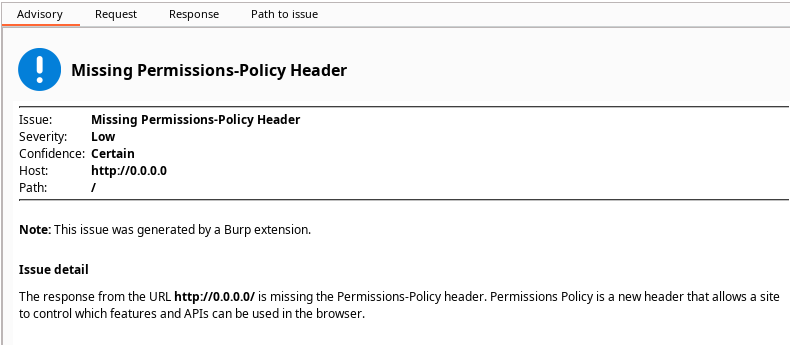 Advisory Request Response Path to issue
Missing Permissions-Policy Header
Issue: Missing Permissions-Policy Header
Severity: Low
Confidence: Certain
Host: http://0.0.0.0
Path: /
Note: This issue was generated by a Burp extension.
Issue detail
The response from the URL http://0.0.0.0/ is missing the Permissions-Policy header. Permissions Policy is a new header that allows a site
to control which features and APIs can be used in the browser.